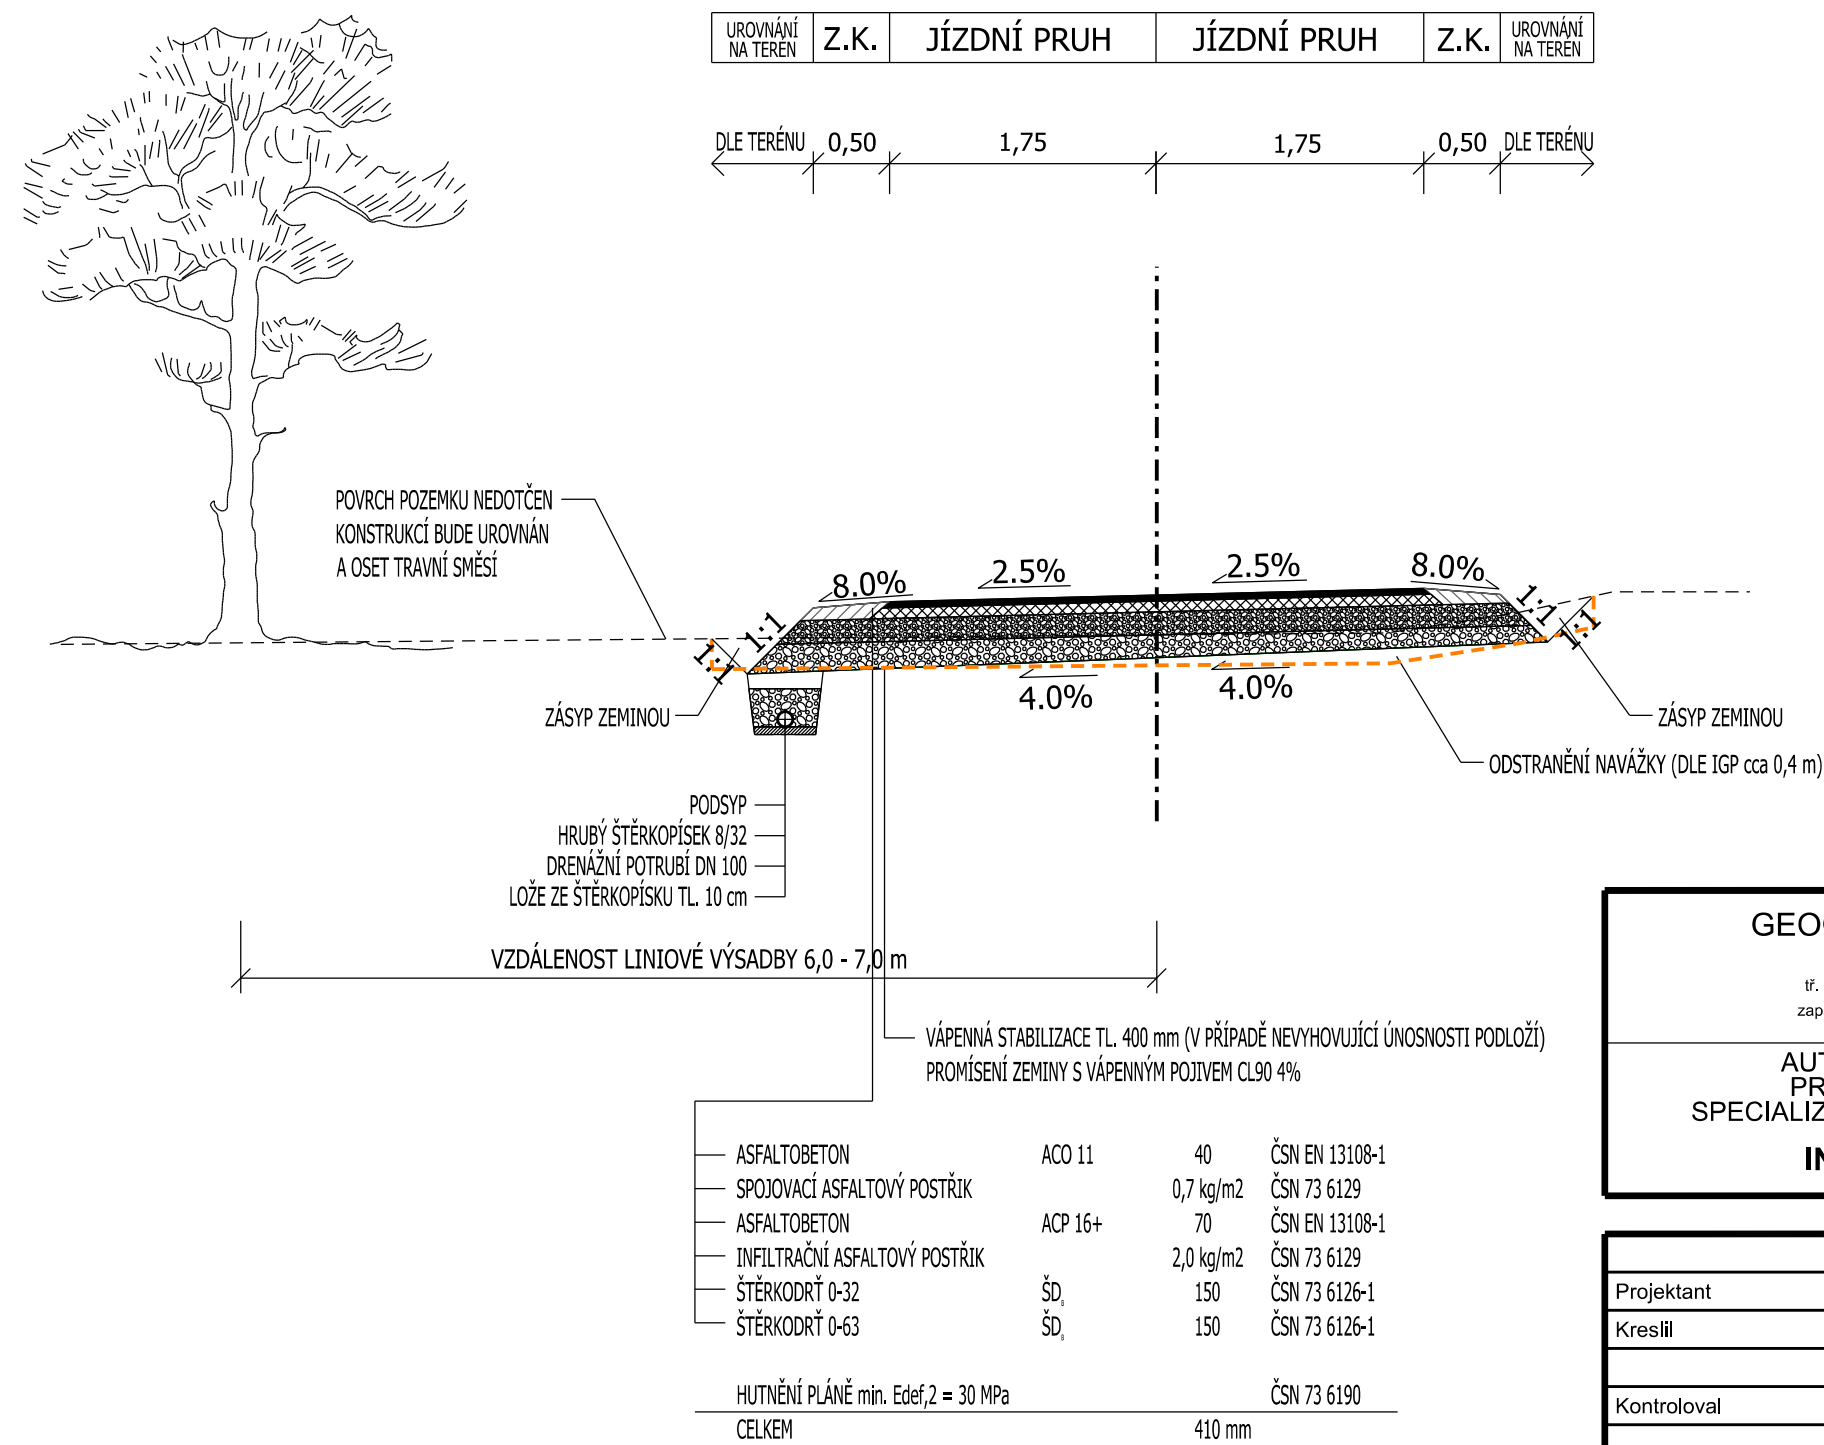 UROVNÁNÍ NA TERÉN Z.K. JÍZDNÍ PRUH JÍZDNÍ PRUH Z.K. UROVNÁNÍ NA TERÉN
DLE TERÉNU 0,50 1,75 1,75 0,50 DLE TERÉNU
POVRCH POZEMKU NEDOTČEN
KONSTRUKCÍ BUDE UROVNÁN
A OSET TRAVNÍ SMĚSÍ
8.0% 2.5% 2.5% 8.0%
1:1 1:1 1:1 1:1
4.0% 4.0%
ZÁSYP ZEMINOU
ZÁSYP ZEMINOU
ODSTRANĚNÍ NAVÁŽKY (DLE IGP cca 0,4 m)
PODSYP
HRUBÝ ŠTĚRKOPÍSEK 8/32
DRENÁŽNÍ POTRUBÍ DN 100
LOŽE ZE ŠTĚRKOPÍSKU TL. 10 cm
VZDÁLENOST LINIOVÉ VÝSADBY 6,0 - 7,0 m
VÁPENNÁ STABILIZACE TL. 400 mm (V PŘÍPADĚ NEVYHOVUJÍCÍ ÚNOSNOSTI PODLOŽÍ)
PROMÍSENÍ ZEMINY S VÁPENNÝM POJIVEM CL90 4%
ASFALTOBETON ACO 11 40 ČSN EN 13108-1
SPOJOVACÍ ASFALTOVÝ POSTŘIK 0,7 kg/m2 ČSN 73 6129
ASFALTOBETON ACP 16+ 70 ČSN EN 13108-1
INFILTRAČNÍ ASFALTOVÝ POSTŘIK 2,0 kg/m2 ČSN 73 6129
ŠTĚRKODRŤ 0-32 ŠD 150 ČSN 73 6126-1
ŠTĚRKODRŤ 0-63 ŠD 150 ČSN 73 6126-1
HUTNĚNÍ PLÁNĚ min. Edef,2 = 30 MPa ČSN 73 6190
CELKEM 410 mm
tř.
Projektant
Kreslil
Kontroloval